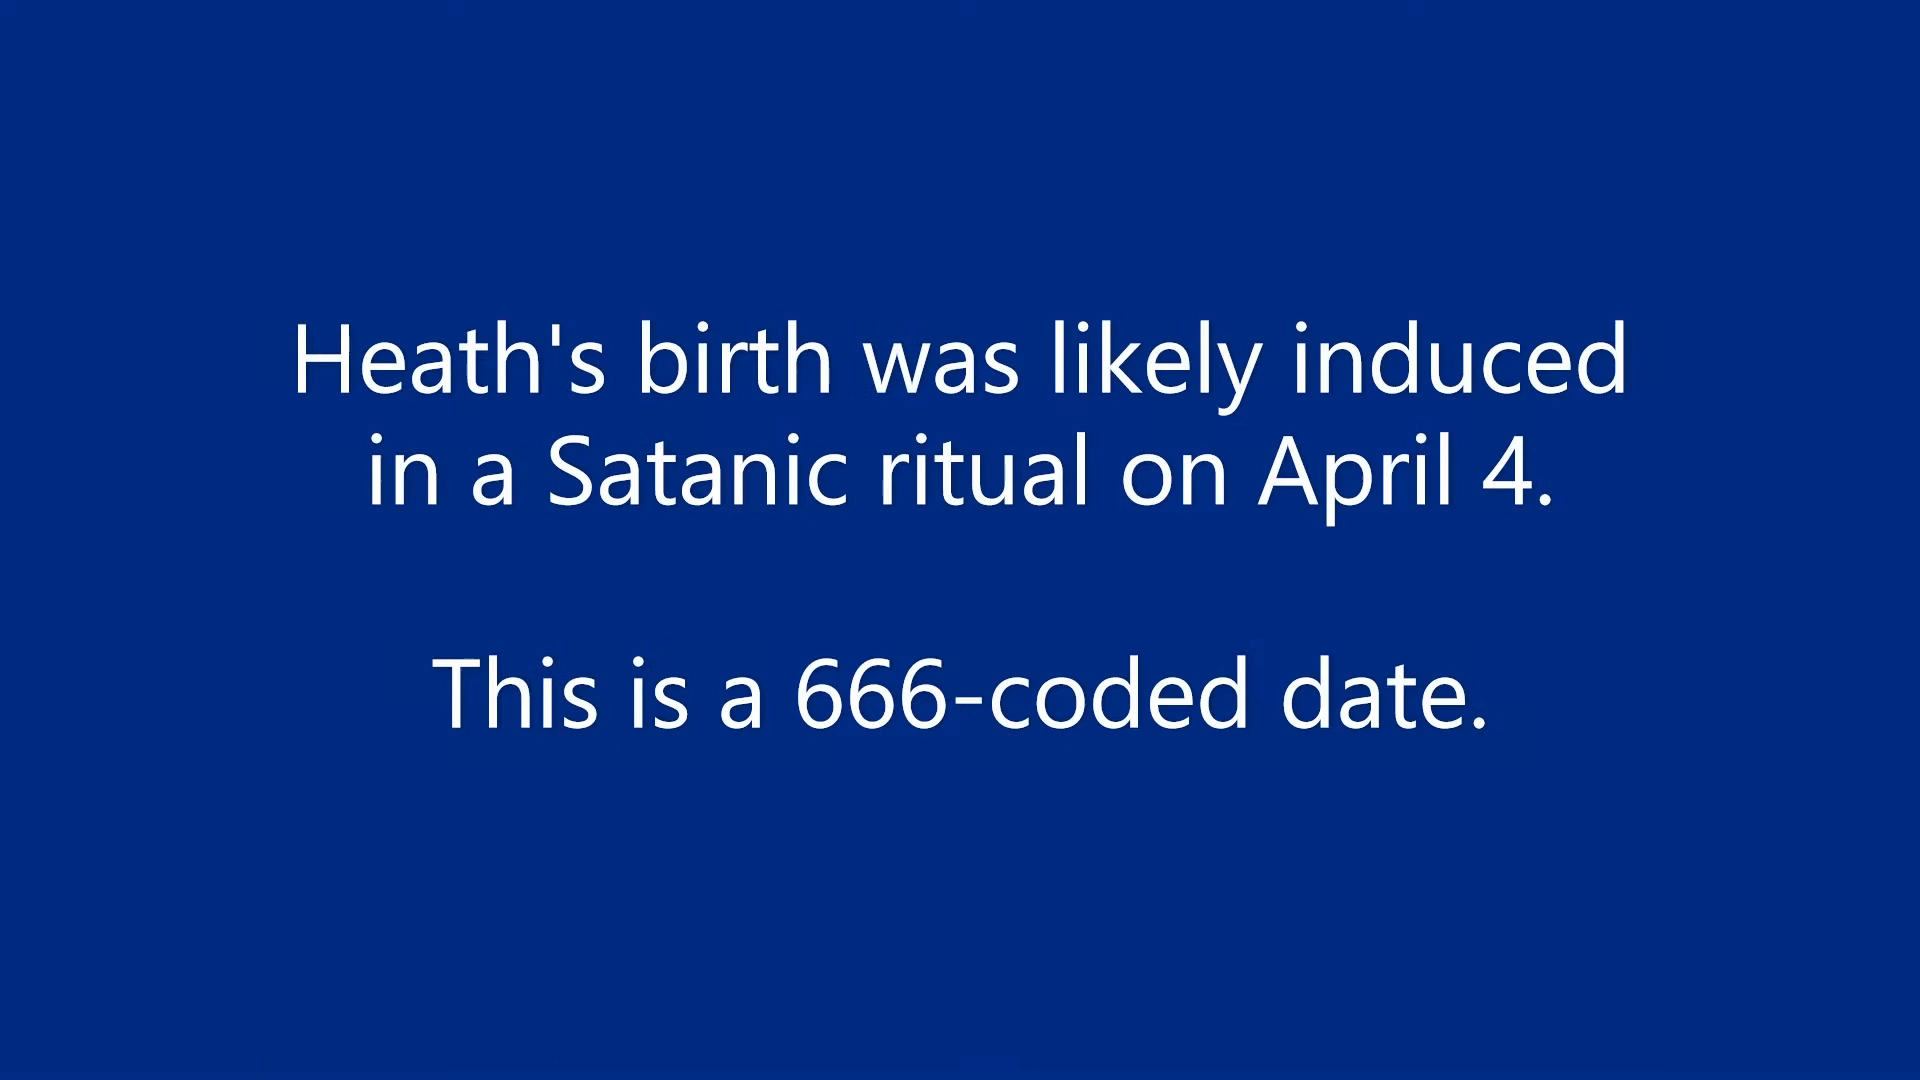 Heath's birth was likely induced
in a Satanic ritual on April 4.
This is a 666-coded date.